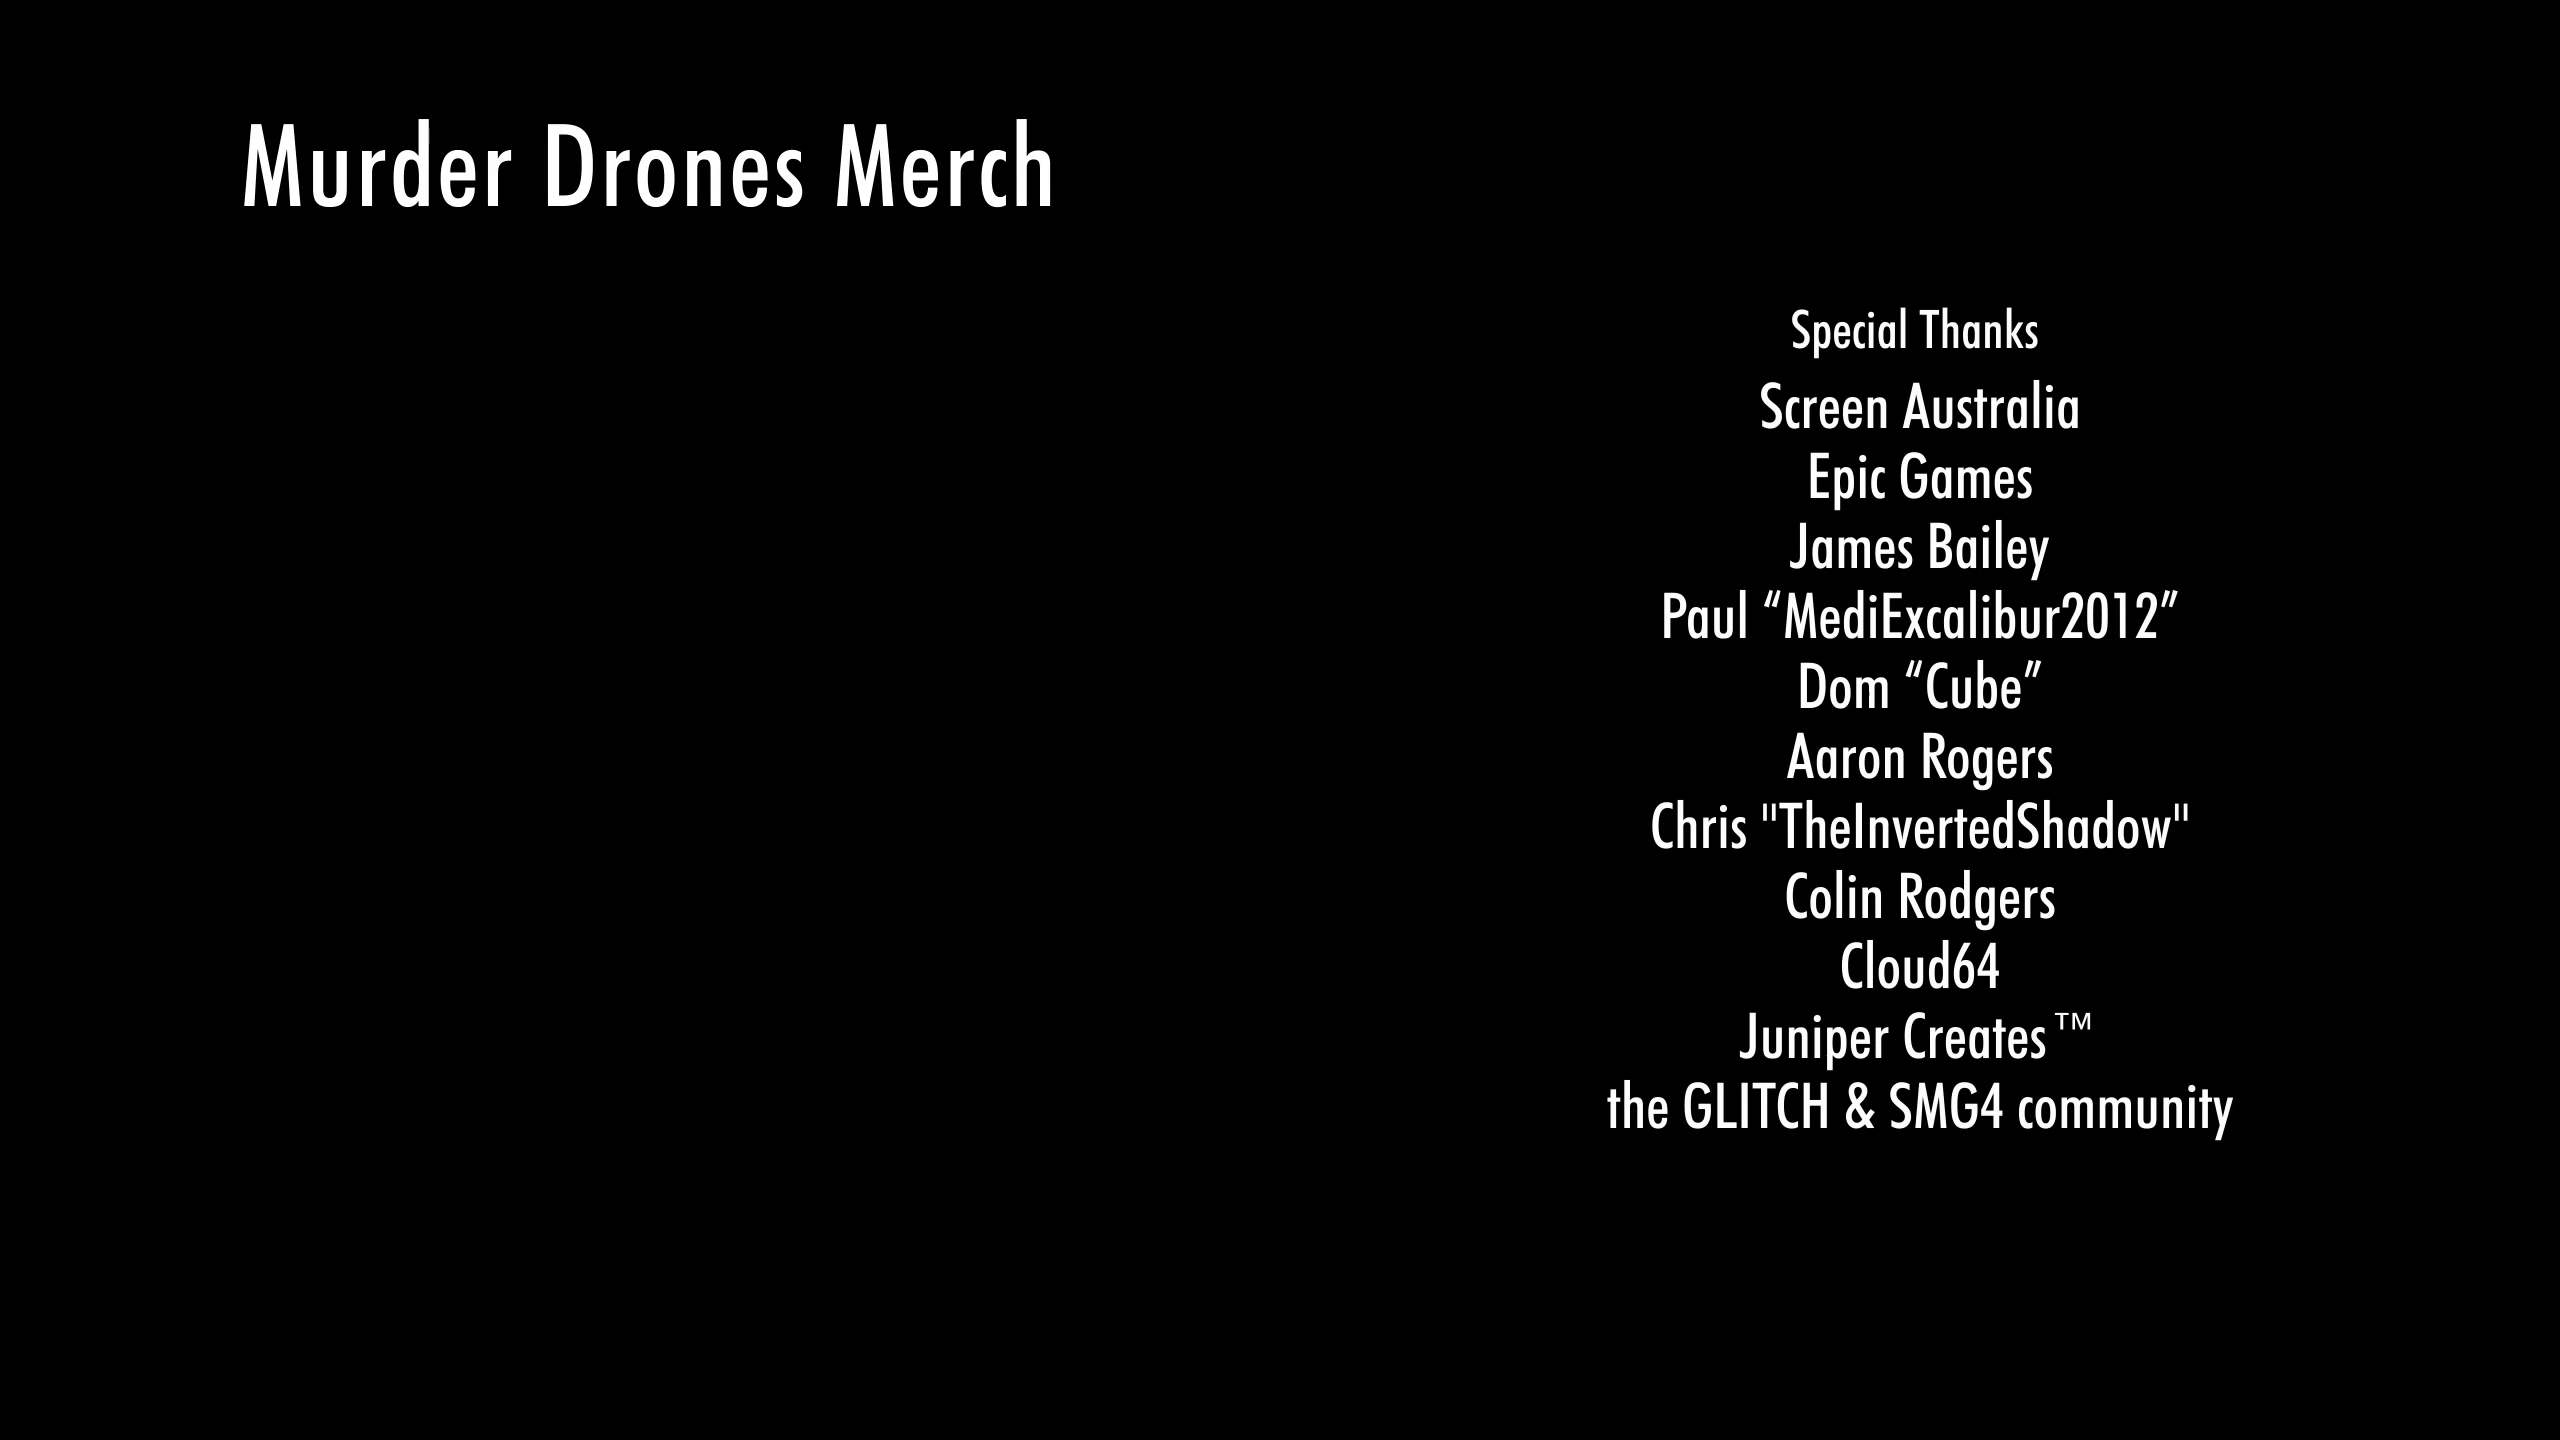 Murder Drones Merch
Special Thanks
Screen Australia
Epic Games
James Bailey
Paul “MediExcalibur2012”
Dom “Cube”
Aaron Rogers
Chris "TheInvertedShadow"
Colin Rodgers
Cloud64
Juniper Creates™
the GLITCH & SMG4 community